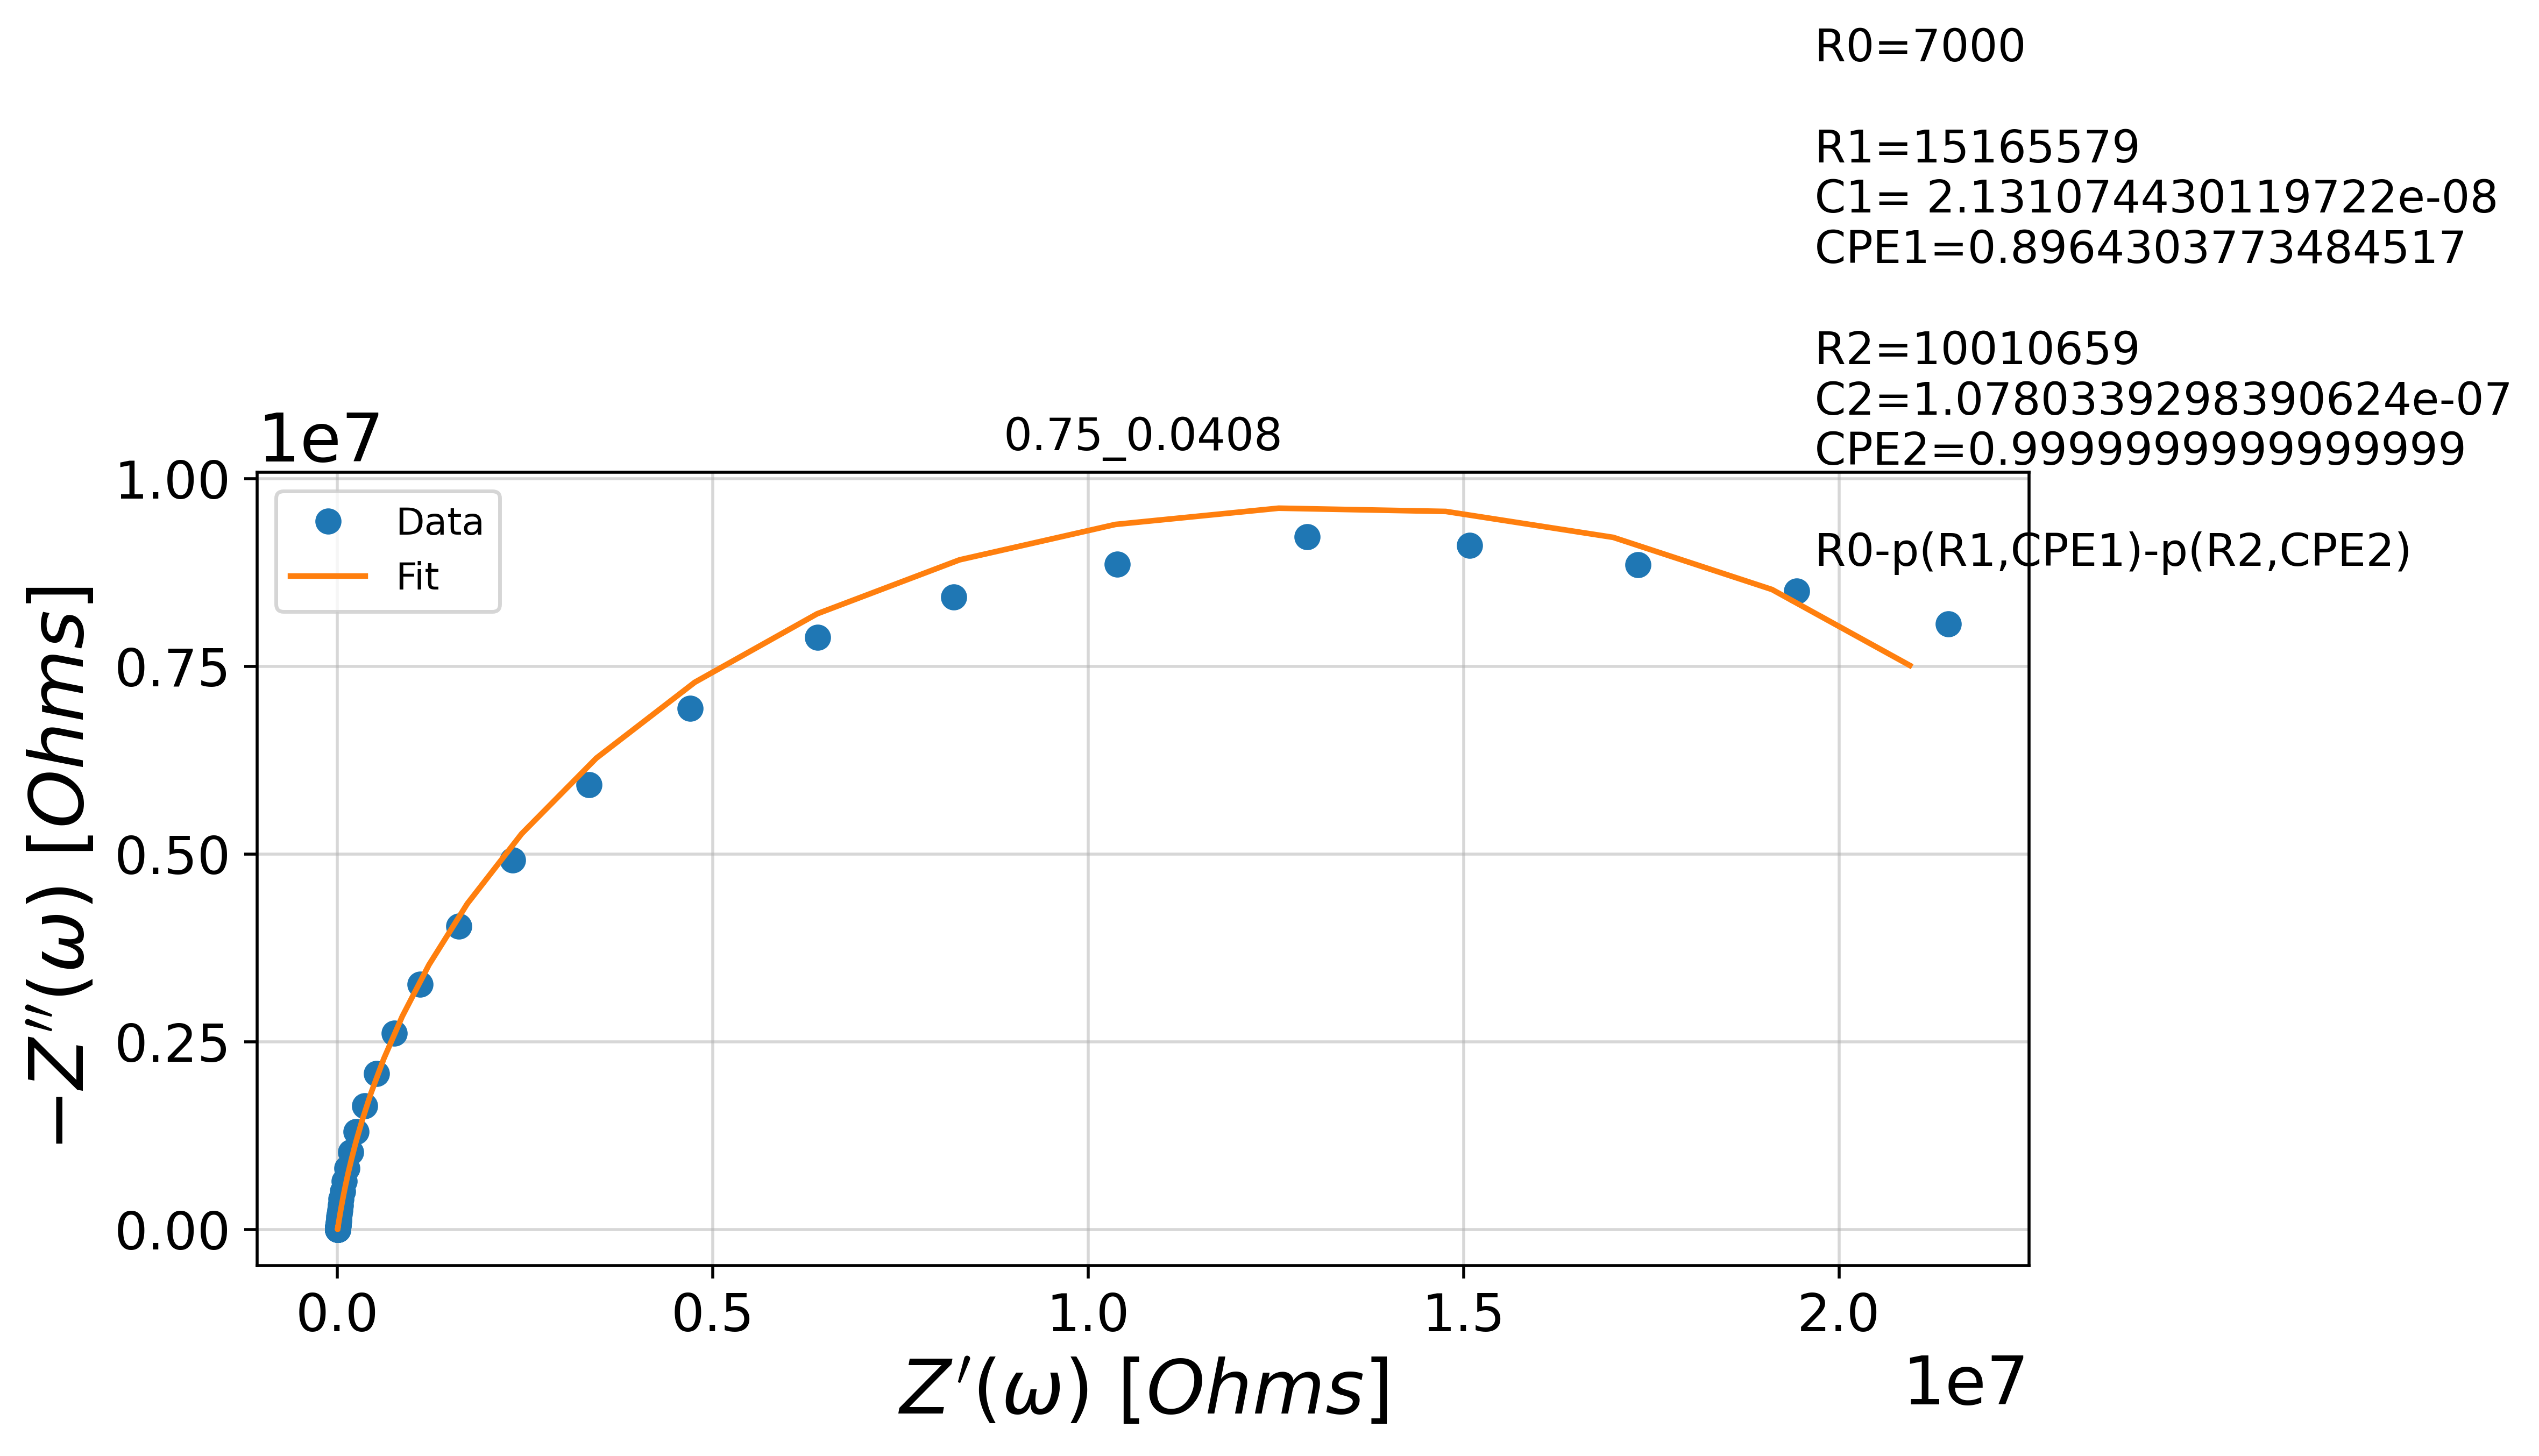 R0=7000
R1=15165579
C1= 2.131074430119722e-08
CPE1=0.8964303773484517
R2=10010659
C2=1.0780339298390624e-07
CPE2=0.9999999999999999
R0-p(R1,CPE1)-p(R2,CPE2)
1e7
0.75_0.0408
Data
Fit
1.00
0.75
0.50
0.25
0.00
−Z″(ω) [Ohms]
0.0 0.5 1.0 1.5 2.0
Z′(ω) [Ohms]
1e7